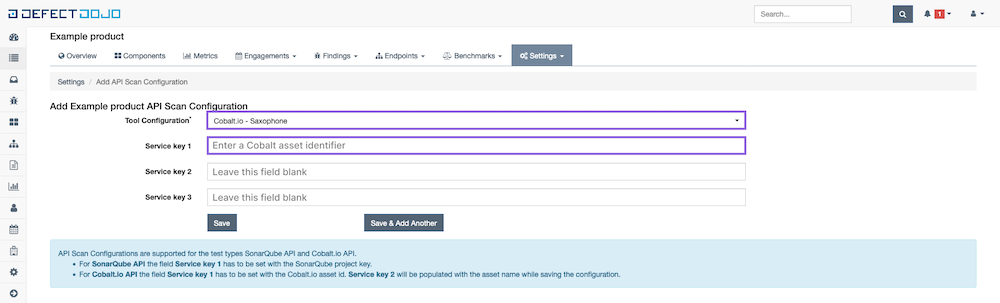 DEFECTDOJO
Search...
1
Example product
Overview
Components
Metrics
Engagements
Findings
Endpoints
Benchmarks
Settings
Settings / Add API Scan Configuration
Add Example product API Scan Configuration
Tool Configuration*
Cobalt.io - Saxophone
Service key 1
Enter a Cobalt asset identifier
Service key 2
Leave this field blank
Service key 3
Leave this field blank
Save
Save & Add Another
API Scan Configurations are supported for the test types SonarQube API and Cobalt.io API.
• For SonarQube API the field Service key 1 has to be set with the SonarQube project key.
• For Cobalt.io API the field Service key 1 has to be set with the Cobalt.io asset id. Service key 2 will be populated with the asset name while saving the configuration.